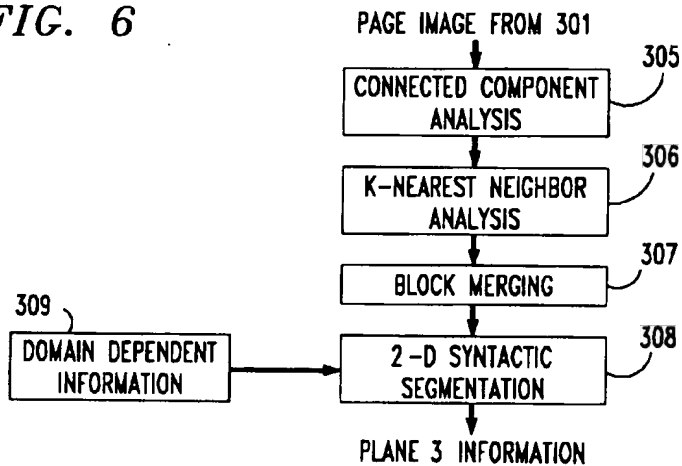 FIG. 6
PAGE IMAGE FROM 301
305
CONNECTED COMPONENT
ANALYSIS
306
K-NEAREST NEIGHBOR
ANALYSIS
307
BLOCK MERGING
309
308
DOMAIN DEPENDENT
INFORMATION
2-D SYNTACTIC
SEGMENTATION
PLANE 3 INFORMATION